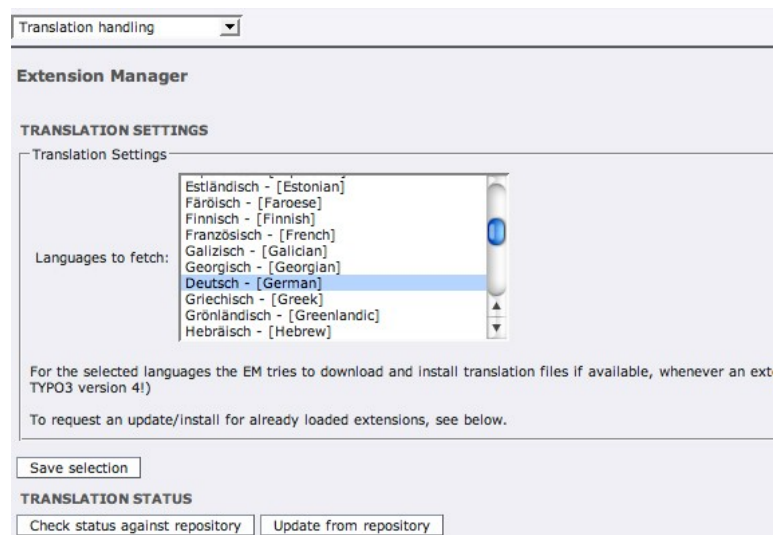 Translation handling
Extension Manager
TRANSLATION SETTINGS
Translation Settings
Languages to fetch:
Estländisch - [Estonian]
Färöisch - [Faroese]
Finnisch - [Finnish]
Französisch - [French]
Galizisch - [Galician]
Georgisch - [Georgian]
Deutsch - [German]
Griechisch - [Greek]
Grönländisch - [Greenlandic]
Hebräisch - [Hebrew]
For the selected languages the EM tries to download and install translation files if available, whenever an ext
TYPO3 version 4!)
To request an update/install for already loaded extensions, see below.
Save selection
TRANSLATION STATUS
Check status against repository
Update from repository